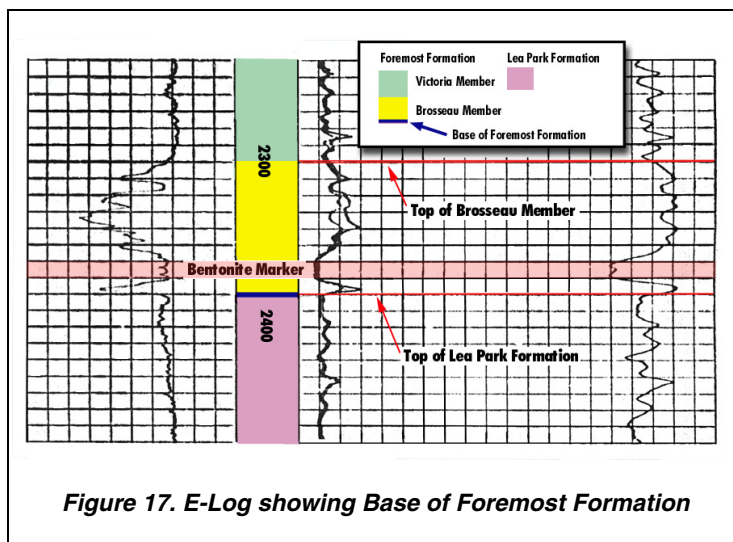 Foremost Formation
Lea Park Formation
Victoria Member
Brosseau Member
Base of Foremost Formation
2300
Top of Brosseau Member
Bentonite Marker
2400
Top of Lea Park Formation
Figure 17. E-Log showing Base of Foremost Formation